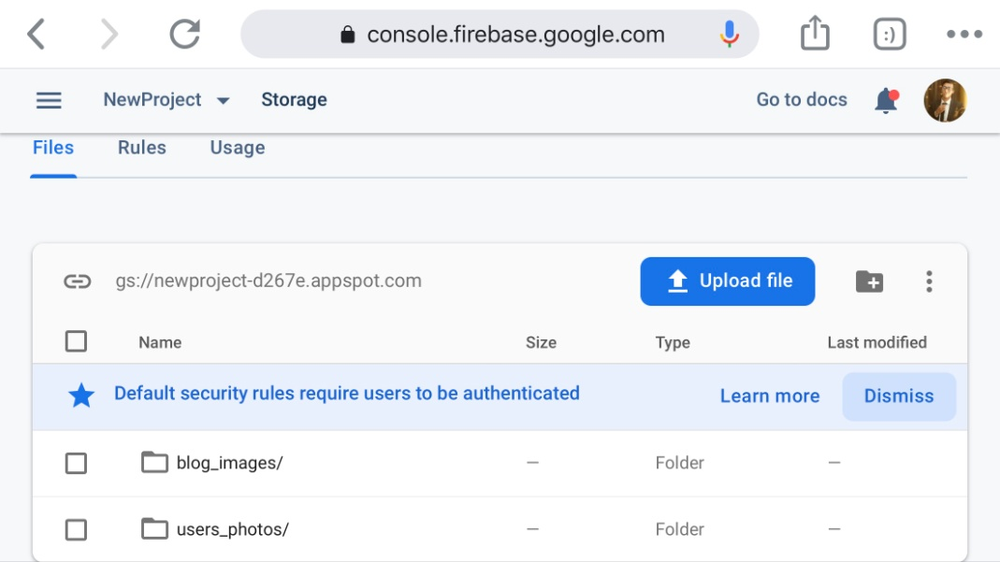 console.firebase.google.com
:)
NewProject Storage Go to docs
Files Rules Usage
gs://newproject-d267e.appspot.com Upload file
Name Size Type Last modified
Default security rules require users to be authenticated Learn more Dismiss
blog_images/ — Folder —
users_photos/ — Folder —